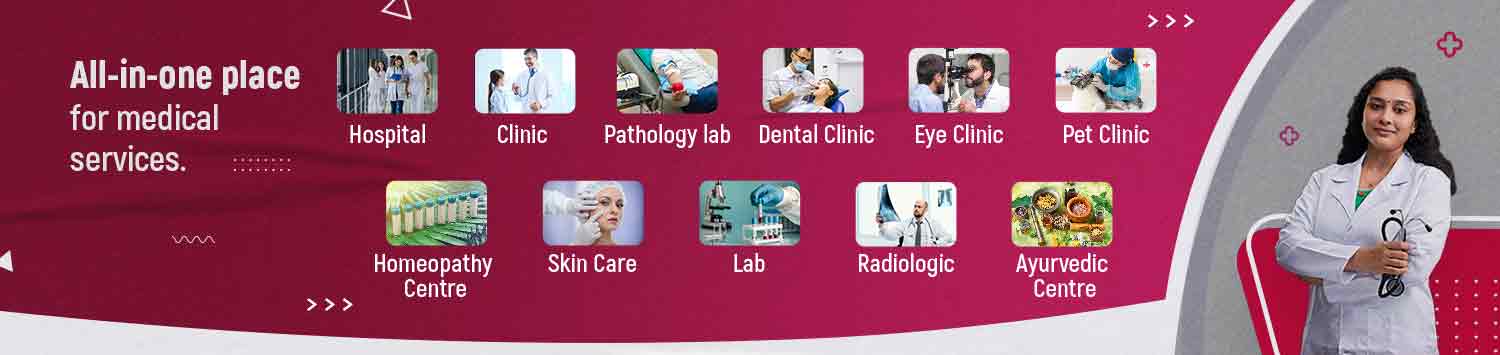 All-in-one place
for medical
services.
Hospital
Clinic
Pathology lab
Dental Clinic
Eye Clinic
Pet Clinic
Homeopathy
Centre
Skin Care
Lab
Radiologic
Ayurvedic
Centre